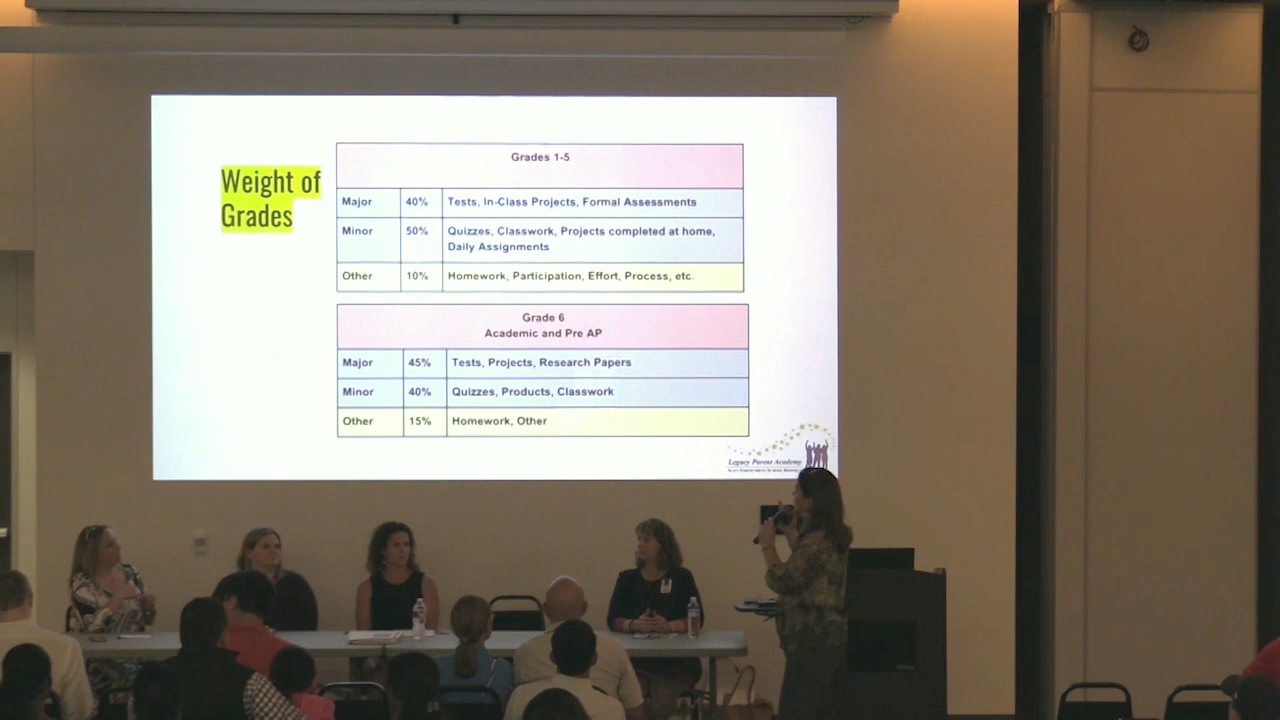 Weight of
Grades
Grades 1-5
Major 40% Tests, In-Class Projects, Formal Assessments
Minor 50% Quizzes, Classwork, Projects completed at home,
Daily Assignments
Other 10% Homework, Participation, Effort, Process, etc.
Grade 6
Academic and Pre AP
Major 45% Tests, Projects, Research Papers
Minor 40% Quizzes, Products, Classwork
Other 15% Homework, Other
Legacy Parent Academy